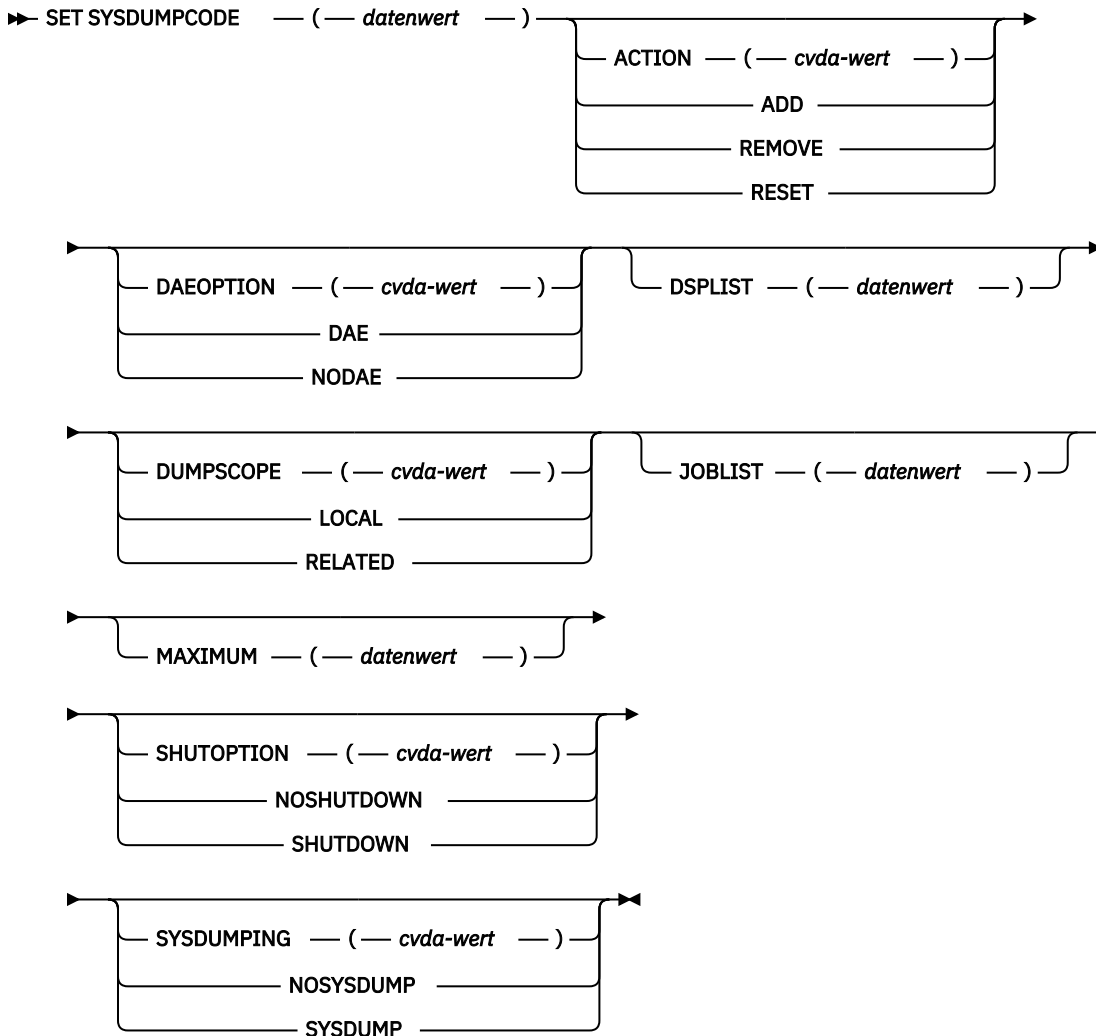 SET SYSDUMPCODE ( datenwert )
ACTION ( cvda-wert )
ADD
REMOVE
RESET
DAEOPTION ( cvda-wert ) DSPLIST ( datenwert )
DAE
NODAE
DUMPSCOPE ( cvda-wert ) JOBLIST ( datenwert )
LOCAL
RELATED
MAXIMUM ( datenwert )
SHUTOPTION ( cvda-wert )
NOSHUTDOWN
SHUTDOWN
SYSDUMPING ( cvda-wert )
NOSYSDUMP
SYSDUMP